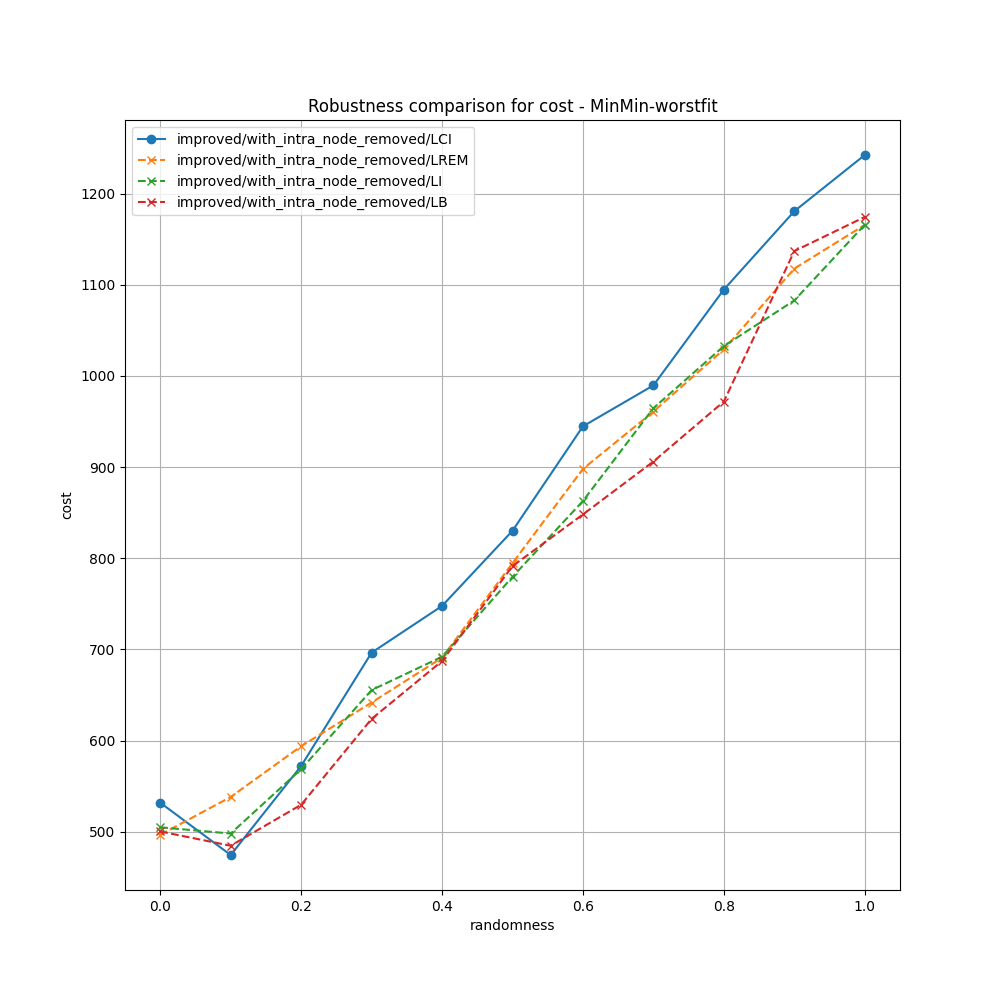 Robustness comparison for cost - MinMin-worstfit
improved/with_intra_node_removed/LCI
improved/with_intra_node_removed/LREM
improved/with_intra_node_removed/LI
improved/with_intra_node_removed/LB
1200
1100
1000
900
800
700
600
500
cost
0.0
0.2
0.4
0.6
0.8
1.0
randomness